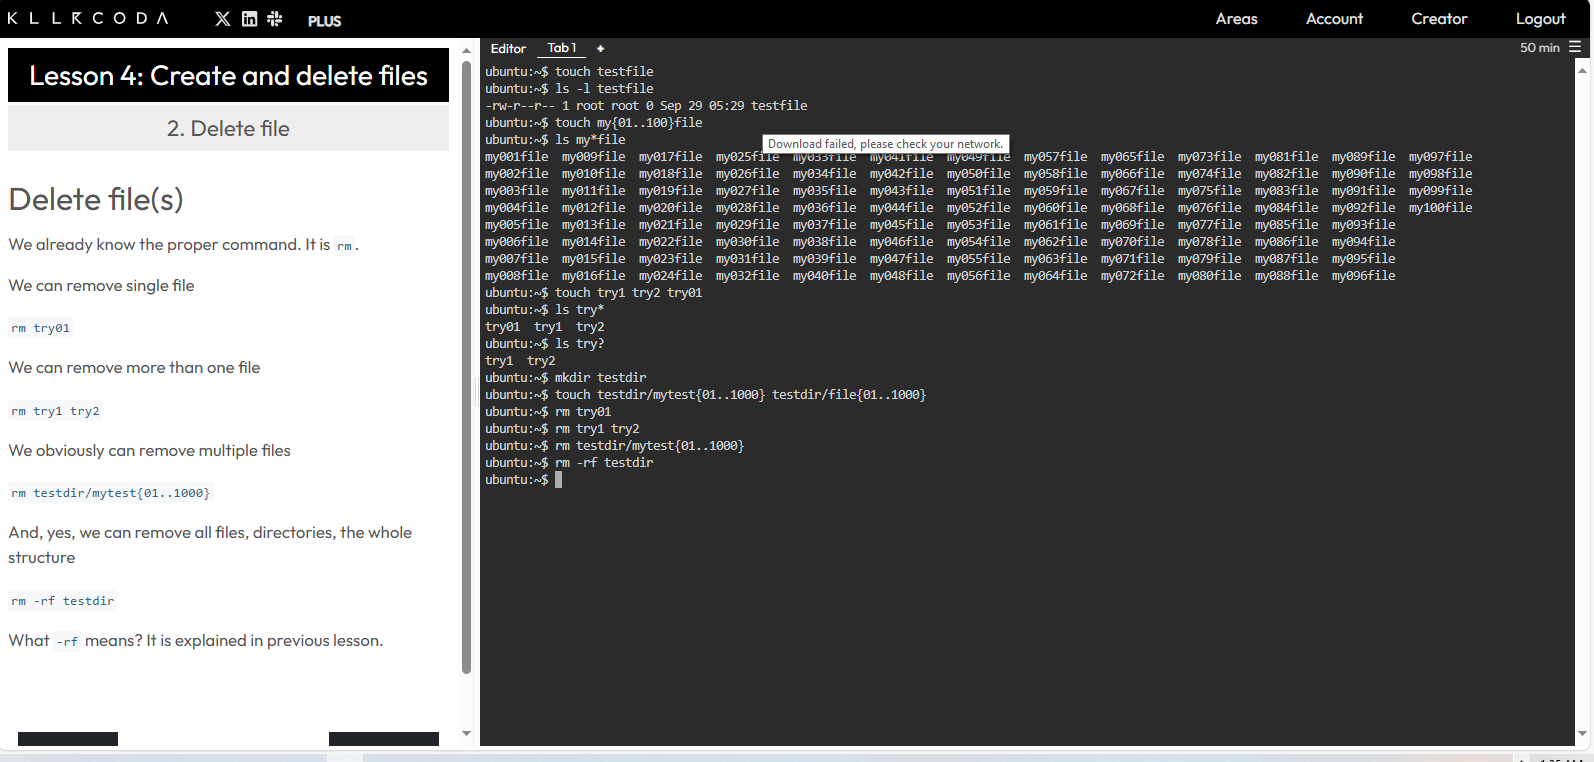 KLLRCODA PLUS Areas Account Creator Logout
Lesson 4: Create and delete files
2. Delete file
Delete file(s)
We already know the proper command. It is rm.
We can remove single file
rm try01
We can remove more than one file
rm try1 try2
We obviously can remove multiple files
rm testdir/mytest{01..1000}
And, yes, we can remove all files, directories, the whole
structure
rm -rf testdir
What -rf means? It is explained in previous lesson.
Editor Tab 1 + 50 min
ubuntu:~$ touch testfile
ubuntu:~$ ls -l testfile
-rw-r--r-- 1 root root 0 Sep 29 05:29 testfile
ubuntu:~$ touch my{01..100}file
ubuntu:~$ ls my*file
Download failed, please check your network.
my001file my009file my017file my025file my033file my041file my049file my057file my065file my073file my081file my089file my097file
my002file my010file my018file my026file my034file my042file my050file my058file my066file my074file my082file my090file my098file
my003file my011file my019file my027file my035file my043file my051file my059file my067file my075file my083file my091file my099file
my004file my012file my020file my028file my036file my044file my052file my060file my068file my076file my084file my092file my100file
my005file my013file my021file my029file my037file my045file my053file my061file my069file my077file my085file my093file
my006file my014file my022file my030file my038file my046file my054file my062file my070file my078file my086file my094file
my007file my015file my023file my031file my039file my047file my055file my063file my071file my079file my087file my095file
my008file my016file my024file my032file my040file my048file my056file my064file my072file my080file my088file my096file
ubuntu:~$ touch try1 try2 try01
ubuntu:~$ ls try*
try01 try1 try2
ubuntu:~$ ls try?
try1 try2
ubuntu:~$ mkdir testdir
ubuntu:~$ touch testdir/mytest{01..1000} testdir/file{01..1000}
ubuntu:~$ rm try01
ubuntu:~$ rm try1 try2
ubuntu:~$ rm testdir/mytest{01..1000}
ubuntu:~$ rm -rf testdir
ubuntu:~$